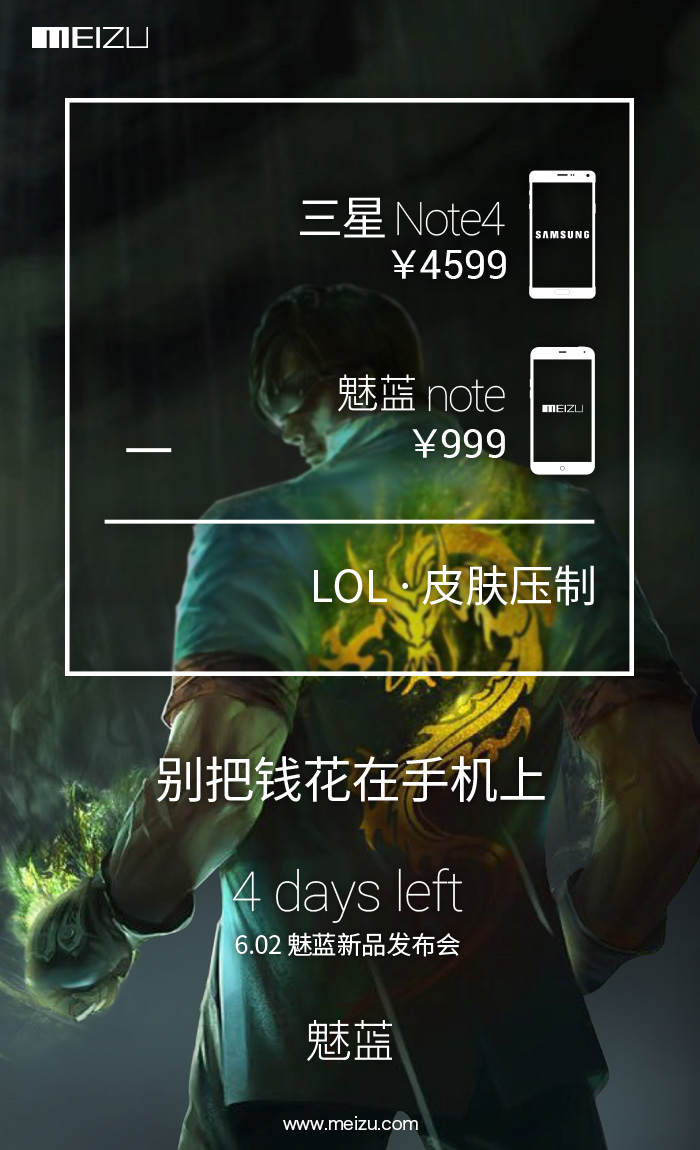 MEIZU
三星 Note4
¥4599
SAMSUNG
魅蓝 note
¥999
MEIZU
—
LOL · 皮肤压制
别把钱花在手机上
4 days left
6.02 魅蓝新品发布会
魅蓝
www.meizu.com